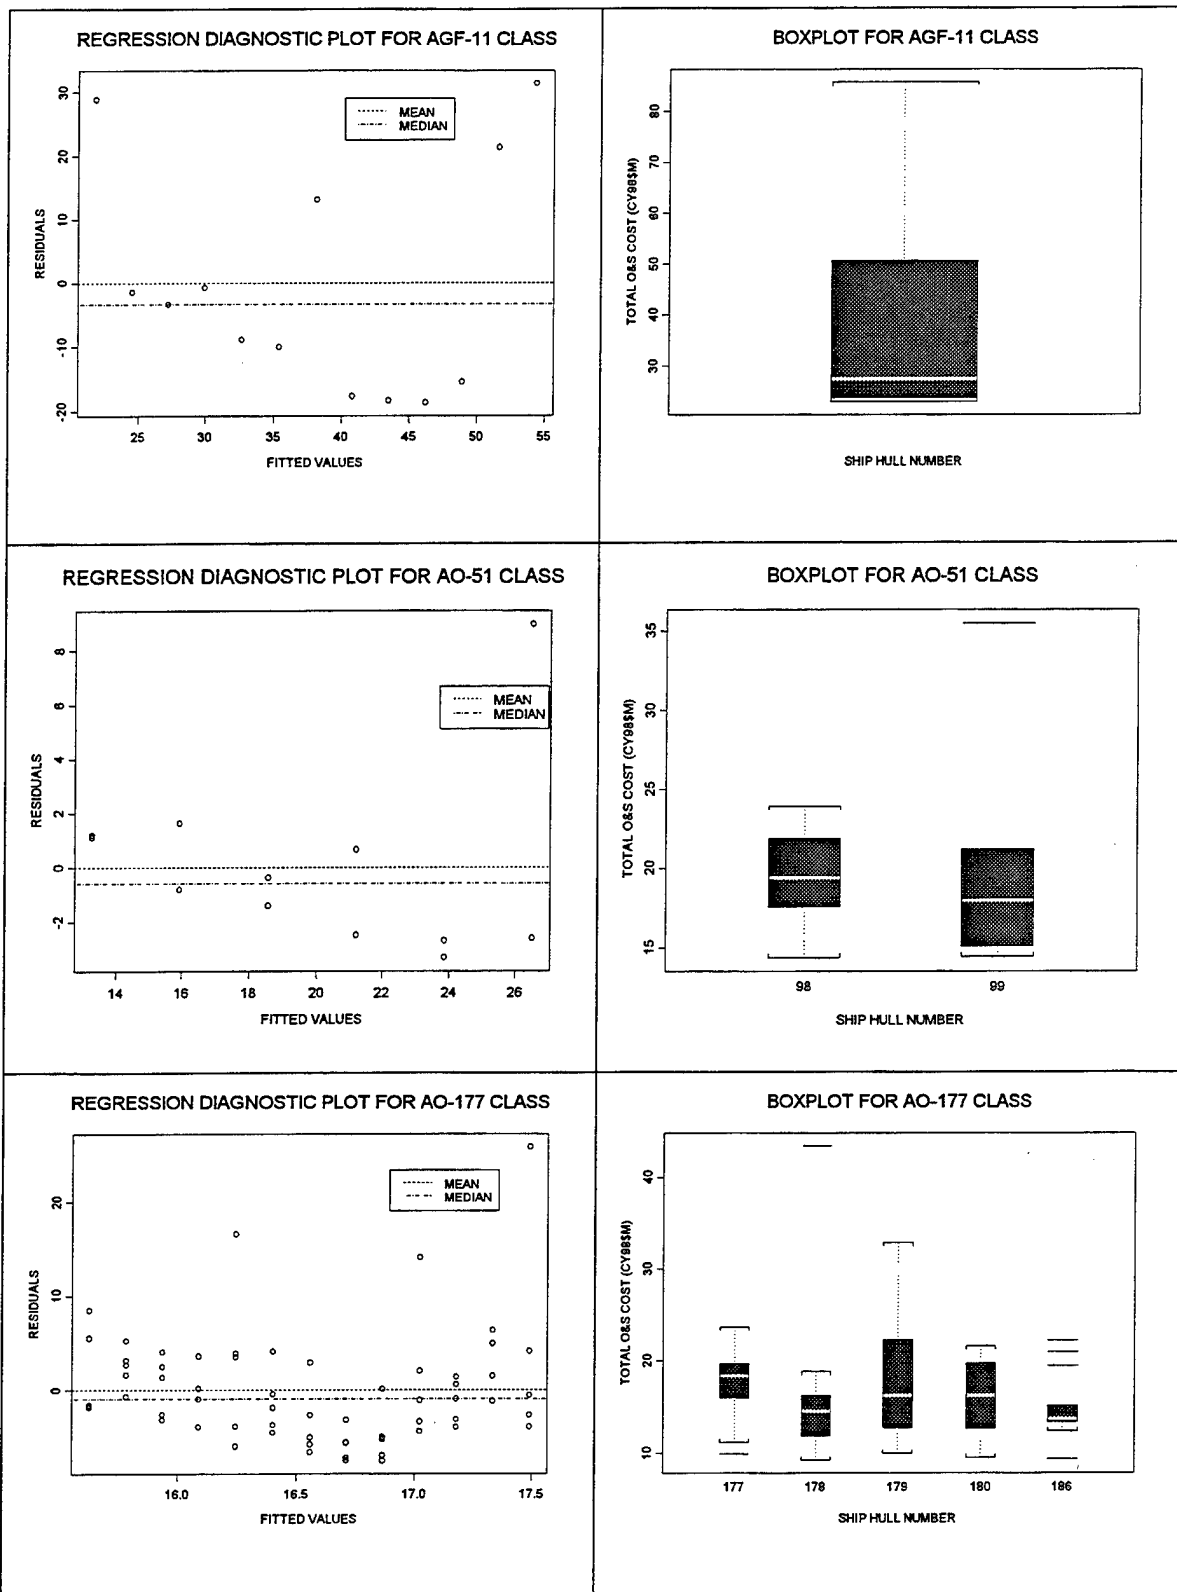 REGRESSION DIAGNOSTIC PLOT FOR AGF-11 CLASS
30
20
10
0
-10
-20
RESIDUALS
MEAN
MEDIAN
25 30 35 40 45 50 55
FITTED VALUES
BOXPLOT FOR AGF-11 CLASS
80
70
60
50
40
30
TOTAL O&S COST (CY98$M)
SHIP HULL NUMBER
REGRESSION DIAGNOSTIC PLOT FOR AO-51 CLASS
8
6
4
2
0
-2
RESIDUALS
MEAN
MEDIAN
14 16 18 20 22 24 26
FITTED VALUES
BOXPLOT FOR AO-51 CLASS
35
30
25
20
15
TOTAL O&S COST (CY98$M)
98 99
SHIP HULL NUMBER
REGRESSION DIAGNOSTIC PLOT FOR AO-177 CLASS
20
10
0
RESIDUALS
MEAN
MEDIAN
16.0 16.5 17.0 17.5
FITTED VALUES
BOXPLOT FOR AO-177 CLASS
40
30
20
10
TOTAL O&S COST (CY98$M)
177 178 179 180 186
SHIP HULL NUMBER